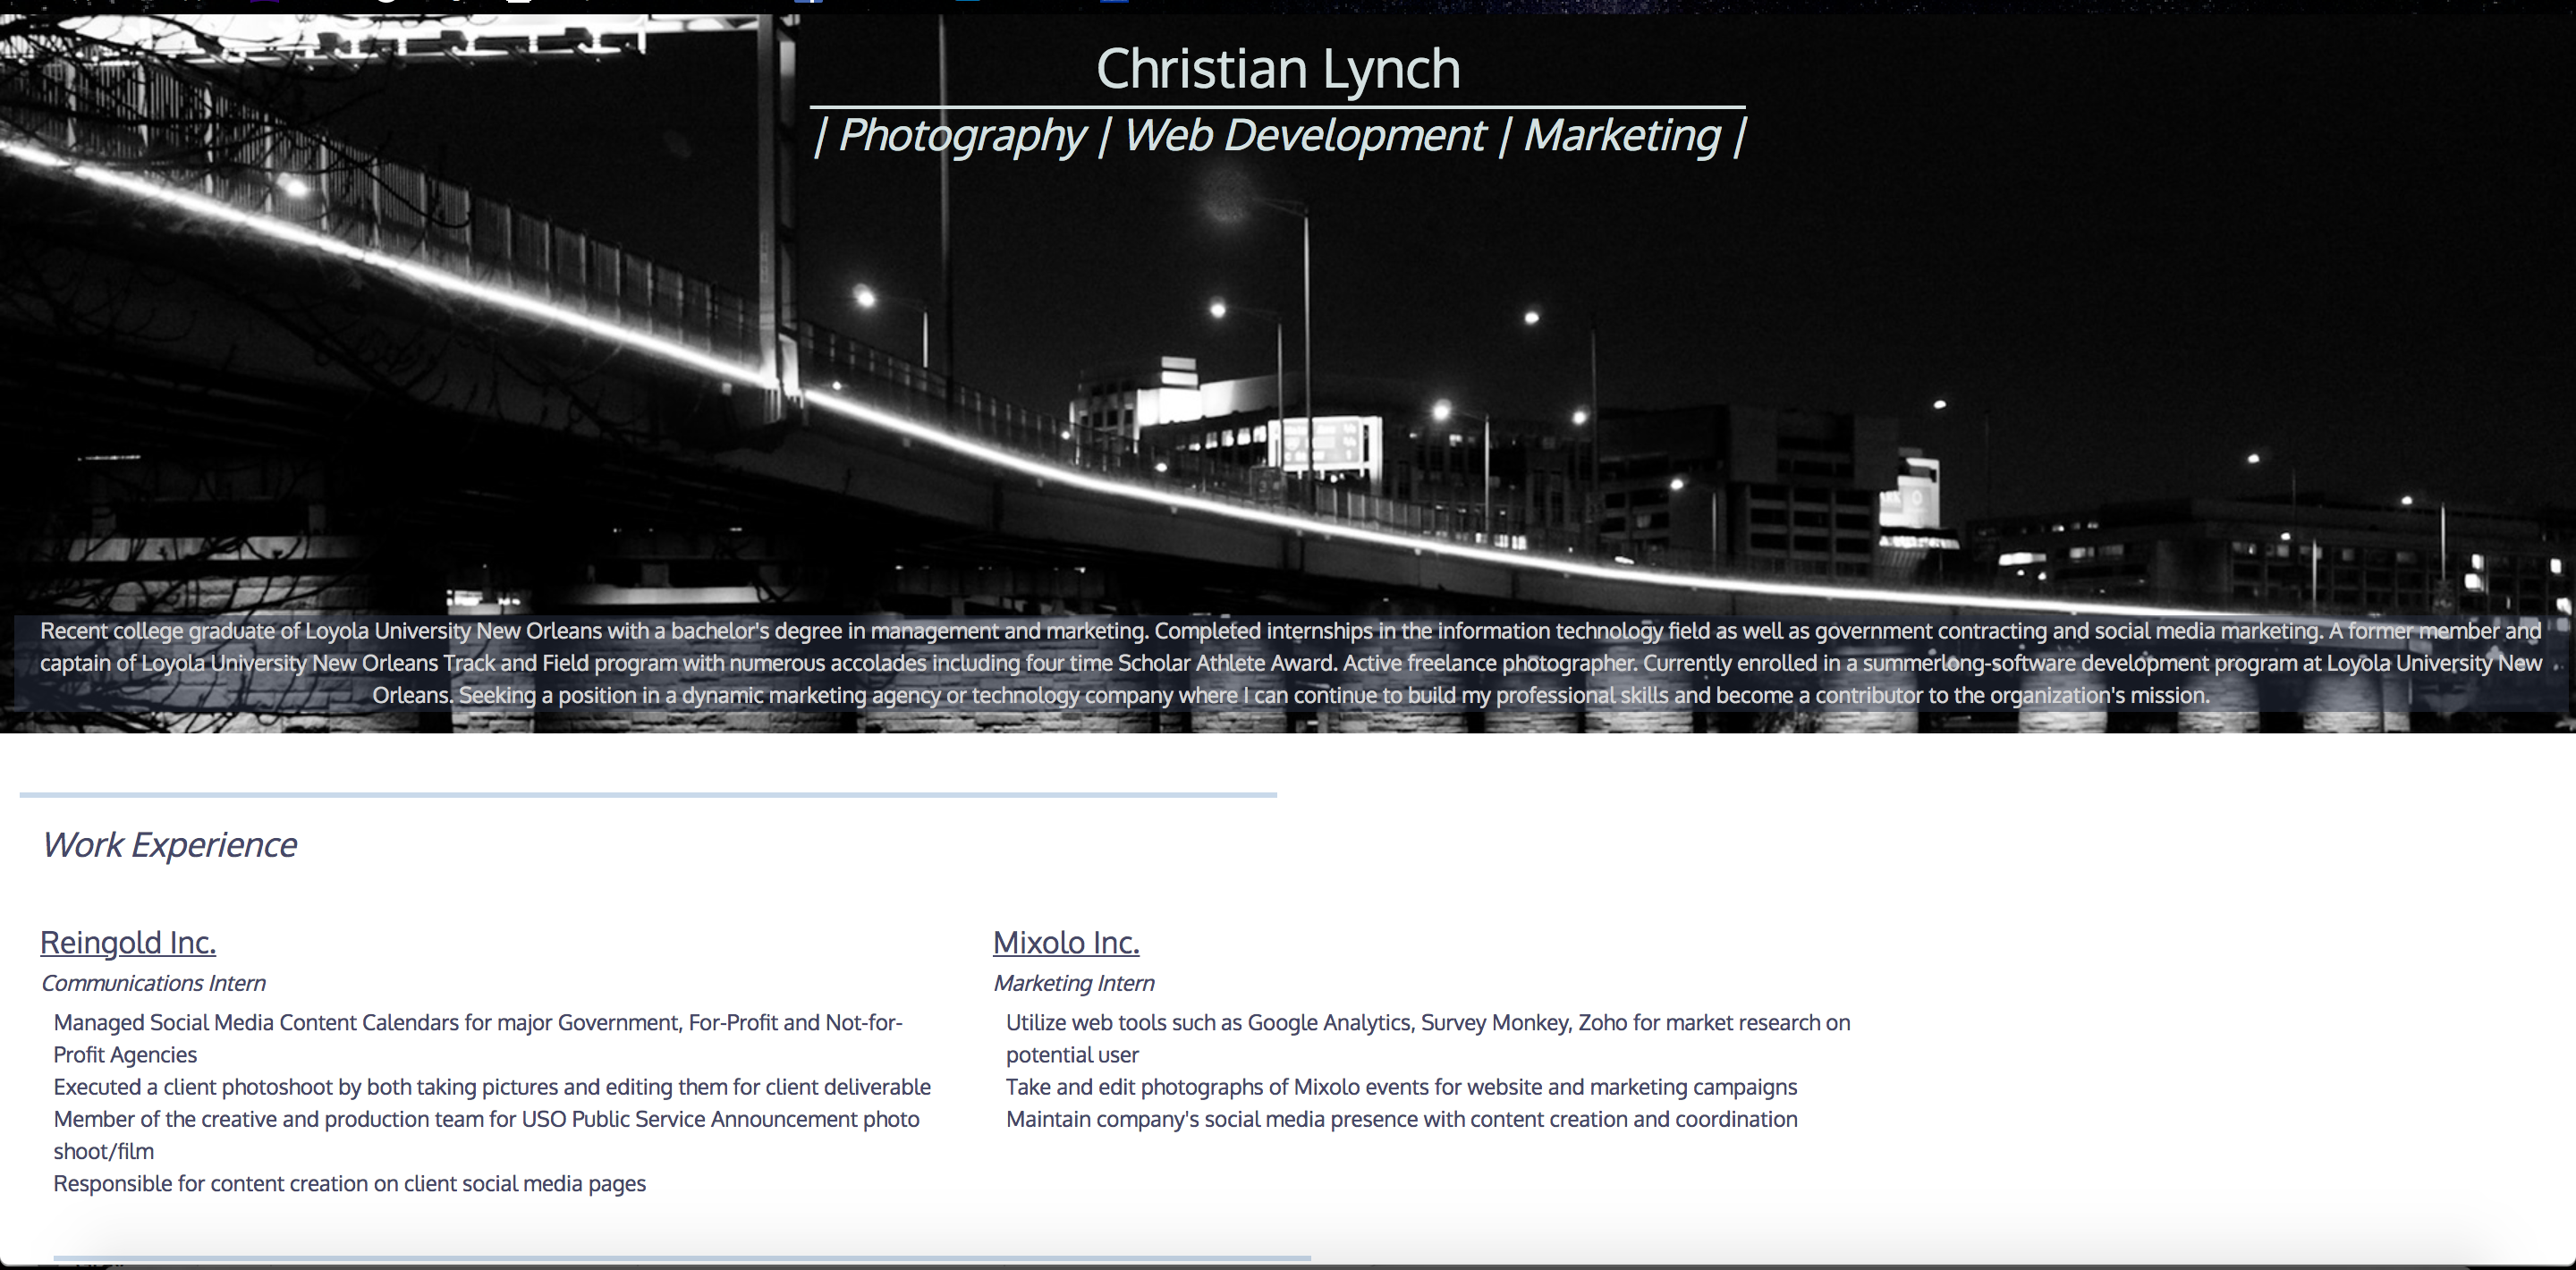 Christian Lynch
| Photography | Web Development | Marketing |
Recent college graduate of Loyola University New Orleans with a bachelor's degree in management and marketing. Completed internships in the information technology field as well as government contracting and social media marketing. A former member and
captain of Loyola University New Orleans Track and Field program with numerous accolades including four time Scholar Athlete Award. Active freelance photographer. Currently enrolled in a summerlong-software development program at Loyola University New
Orleans. Seeking a position in a dynamic marketing agency or technology company where I can continue to build my professional skills and become a contributor to the organization's mission.
Work Experience
Reingold Inc.
Communications Intern
Managed Social Media Content Calendars for major Government, For-Profit and Not-for-
Profit Agencies
Executed a client photoshoot by both taking pictures and editing them for client deliverable
Member of the creative and production team for USO Public Service Announcement photo
shoot/film
Responsible for content creation on client social media pages
Mixolo Inc.
Marketing Intern
Utilize web tools such as Google Analytics, Survey Monkey, Zoho for market research on
potential user
Take and edit photographs of Mixolo events for website and marketing campaigns
Maintain company's social media presence with content creation and coordination